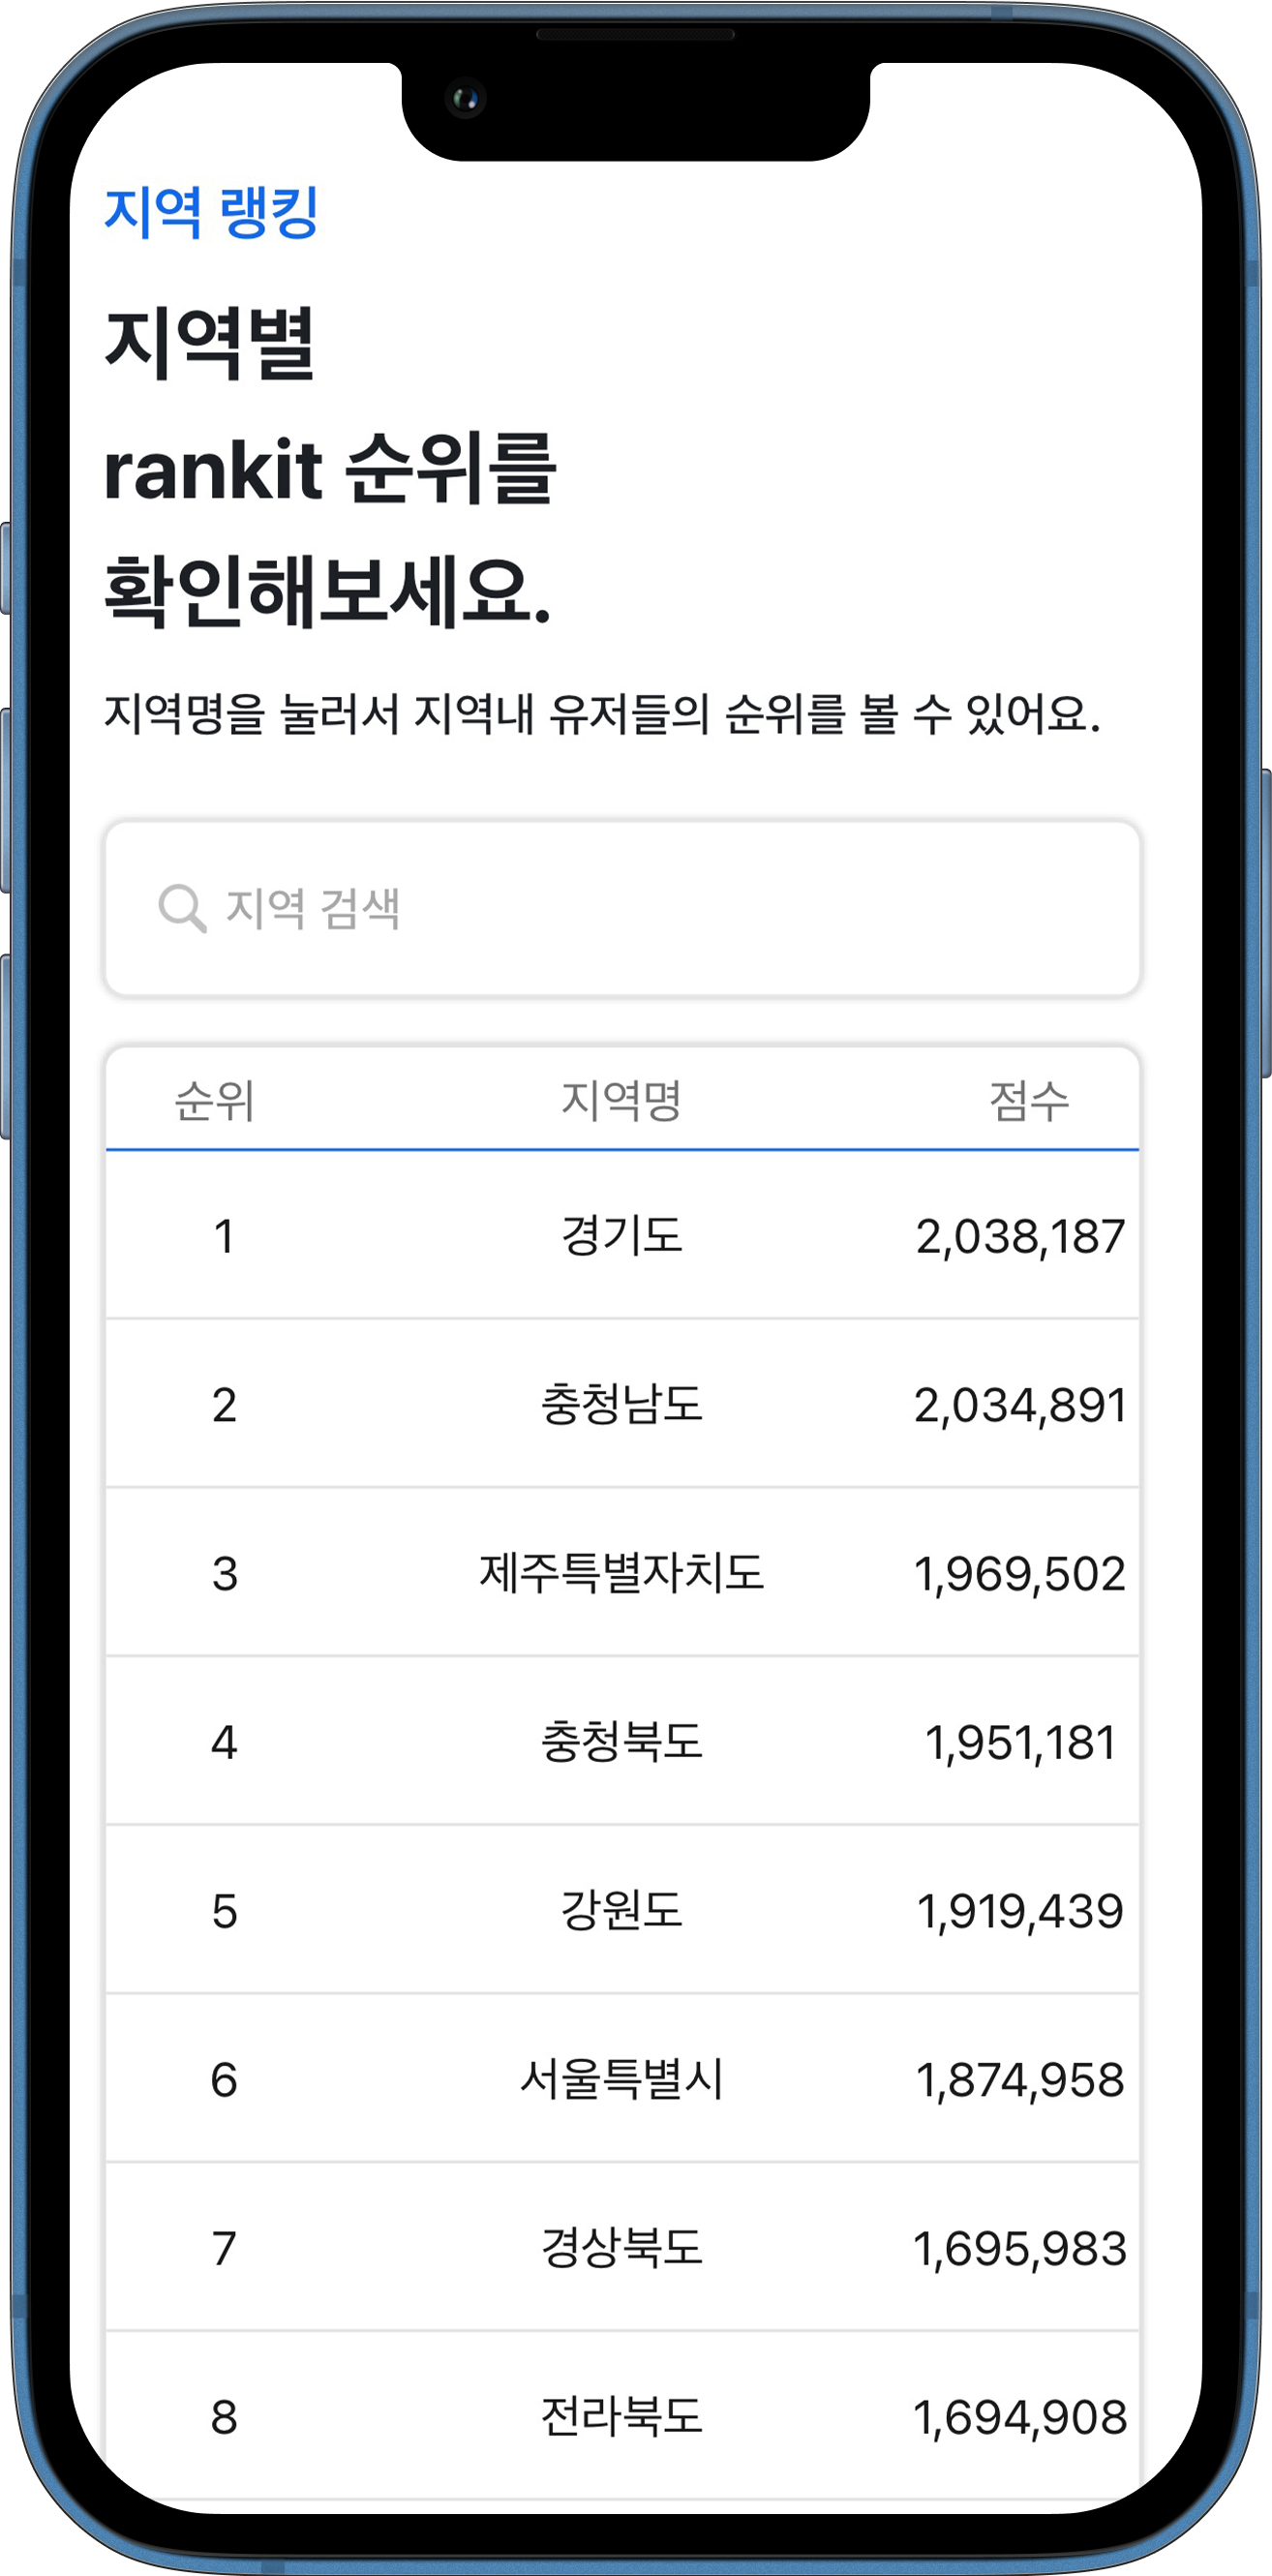 지역 랭킹
지역별
rankit 순위를
확인해보세요.
지역명을 눌러서 지역내 유저들의 순위를 볼 수 있어요.
지역 검색
순위 지역명 점수
1 경기도 2,038,187
2 충청남도 2,034,891
3 제주특별자치도 1,969,502
4 충청북도 1,951,181
5 강원도 1,919,439
6 서울특별시 1,874,958
7 경상북도 1,695,983
8 전라북도 1,694,908